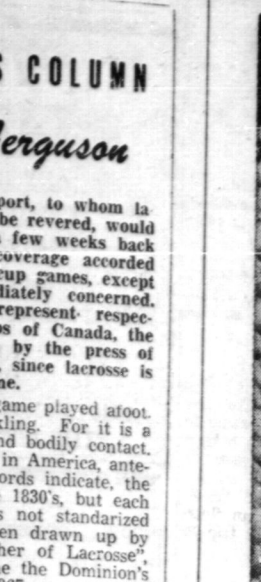 S COLUMN
erguson
port, to whom la-
be revered, would
few weeks back
coverage accorded
cup games, except
diately concerned.
represent respec-
ps of Canada, the
by the press of
, since lacrosse is
me.
game played afoot.
kling. For it is a
nd bodily contact.
in America, ante-
ords indicate, the
1830's, but each
s not standarized
en drawn up by
her of Lacrosse",
e the Dominion's